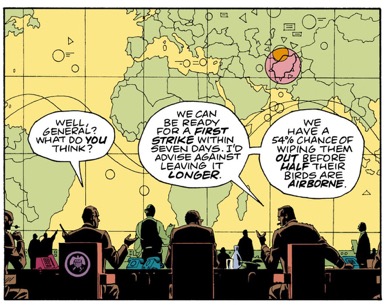 WELL,
GENERAL?
WHAT DO YOU
THINK?
WE CAN
BE READY
FOR A FIRST
STRIKE WITHIN
SEVEN DAYS. I'D
ADVISE AGAINST
LEAVING IT
LONGER.
WE
HAVE A
54% CHANCE OF
WIPING THEM
OUT BEFORE
HALF THEIR
BIRDS ARE
AIRBORNE.